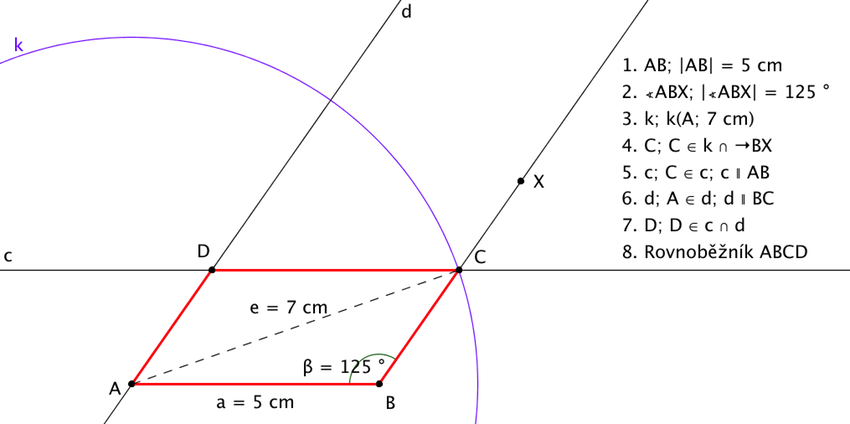 d
k
1. AB; |AB| = 5 cm
2. ∢ABX; |∢ABX| = 125 °
3. k; k(A; 7 cm)
4. C; C ∈ k ∩ →BX
5. c; C ∈ c; c ∥ AB
6. d; A ∈ d; d ∥ BC
7. D; D ∈ c ∩ d
8. Rovnoběžník ABCD
X
c
D
C
e = 7 cm
β = 125 °
A
a = 5 cm
B